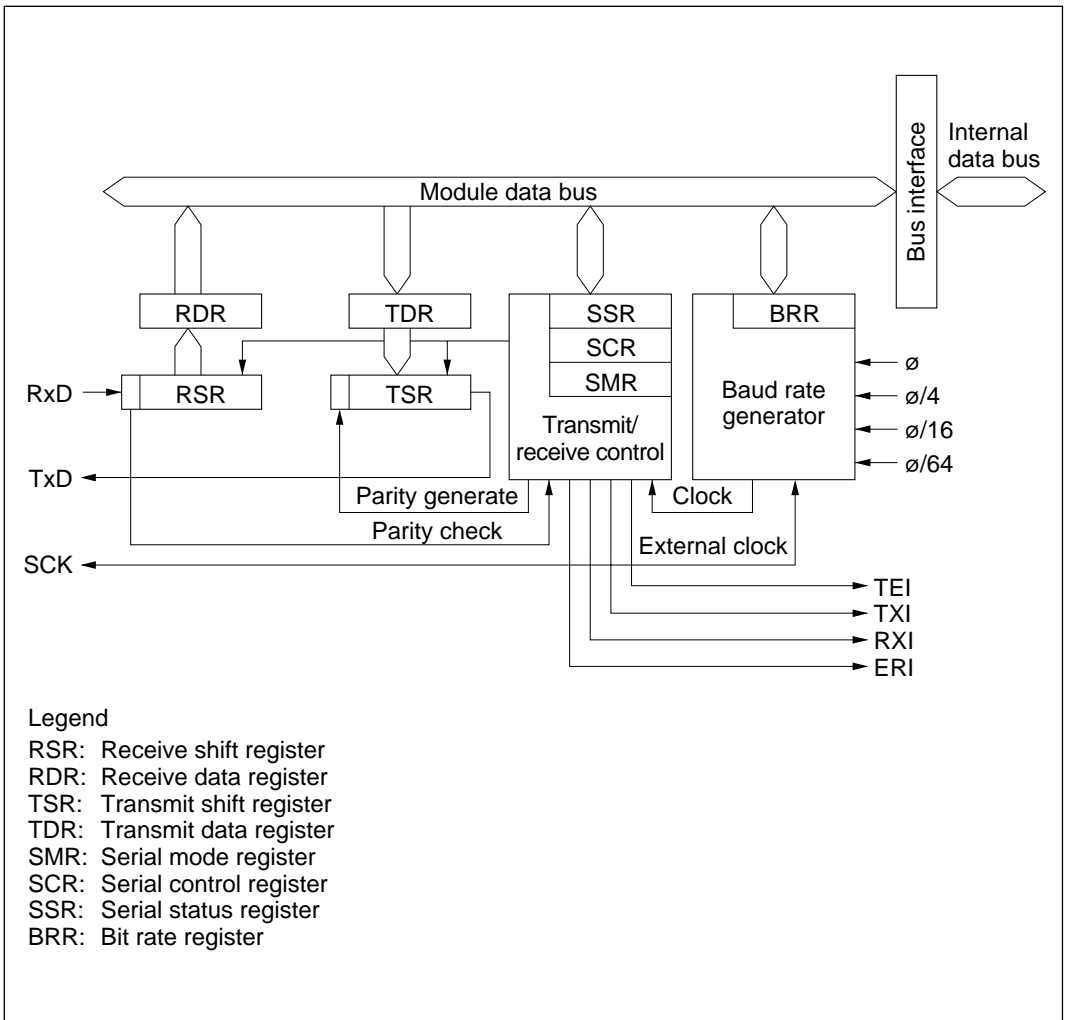 Bus interface
Internal
data bus
Module data bus
RDR
TDR
SSR
BRR
SCR
RxD
RSR
TSR
SMR
Baud rate
generator
ø
ø/4
ø/16
ø/64
Transmit/
receive control
TxD
Parity generate
Clock
Parity check
External clock
SCK
TEI
TXI
RXI
ERI
Legend
RSR: Receive shift register
RDR: Receive data register
TSR: Transmit shift register
TDR: Transmit data register
SMR: Serial mode register
SCR: Serial control register
SSR: Serial status register
BRR: Bit rate register